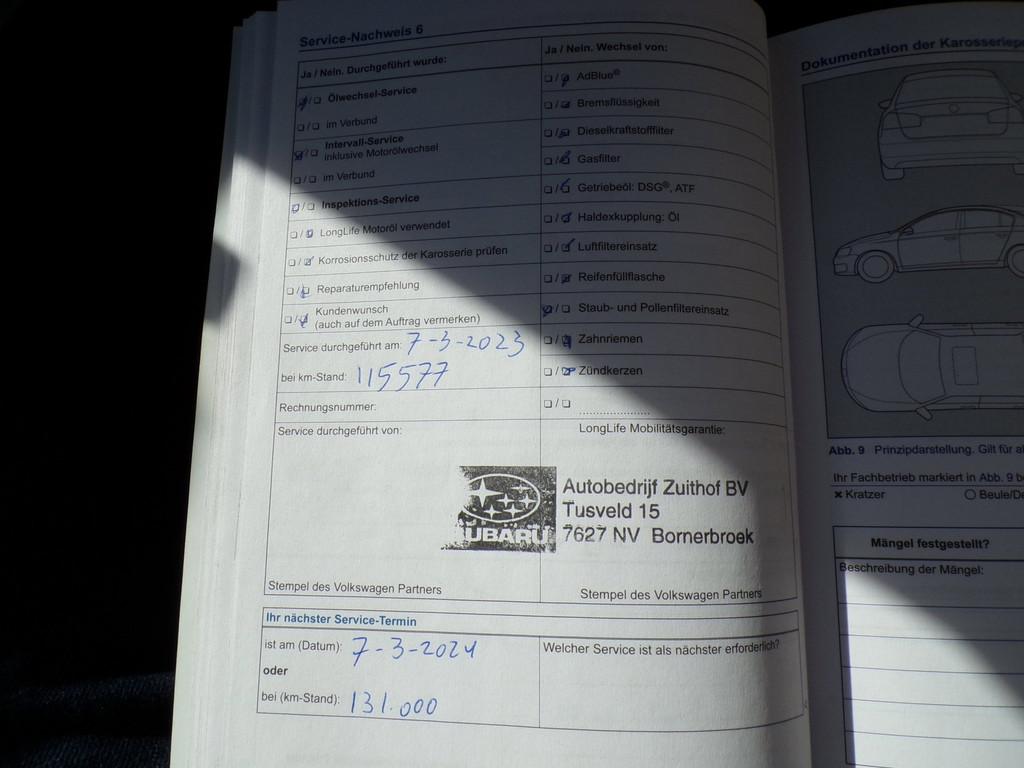 Service-Nachweis 6
Ja / Nein. Durchgeführt wurde:
Ölwechsel-Service
im Verbund
Intervall-Service
inklusive Motorölwechsel
im Verbund
Inspektions-Service
LongLife Motoröl verwendet
Korrosionsschutz der Karosserie prüfen
Reparaturempfehlung
Kundenwunsch
(auch auf dem Auftrag vermerken)
Service durchgeführt am: 7-3-2023
bei km-Stand: 115577
Rechnungsnummer:
Service durchgeführt von:
Ja / Nein. Wechsel von:
AdBlue®
Bremsflüssigkeit
Dieselkraftstofffilter
Gasfilter
Getriebeöl: DSG®, ATF
Haldexkupplung: Öl
Luftfiltereinsatz
Reifenfüllflasche
Staub- und Pollenfiltereinsatz
Zahnriemen
Zündkerzen
LongLife Mobilitätsgarantie:
SUBARU
Autobedrijf Zuithof BV
Tusveld 15
7627 NV Bornerbroek
Stempel des Volkswagen Partners
Stempel des Volkswagen Partners
Ihr nächster Service-Termin
ist am (Datum): 7-3-2024
oder
bei (km-Stand): 131.000
Welcher Service ist als nächster erforderlich?
Dokumentation der
Abb. 9 Prinzipdarstellung. Gilt für
Ihr Fachbetrieb markiert in Abb. 9
× Kratzer
Mängel festgestellt?
Beschreibung der Mängel: